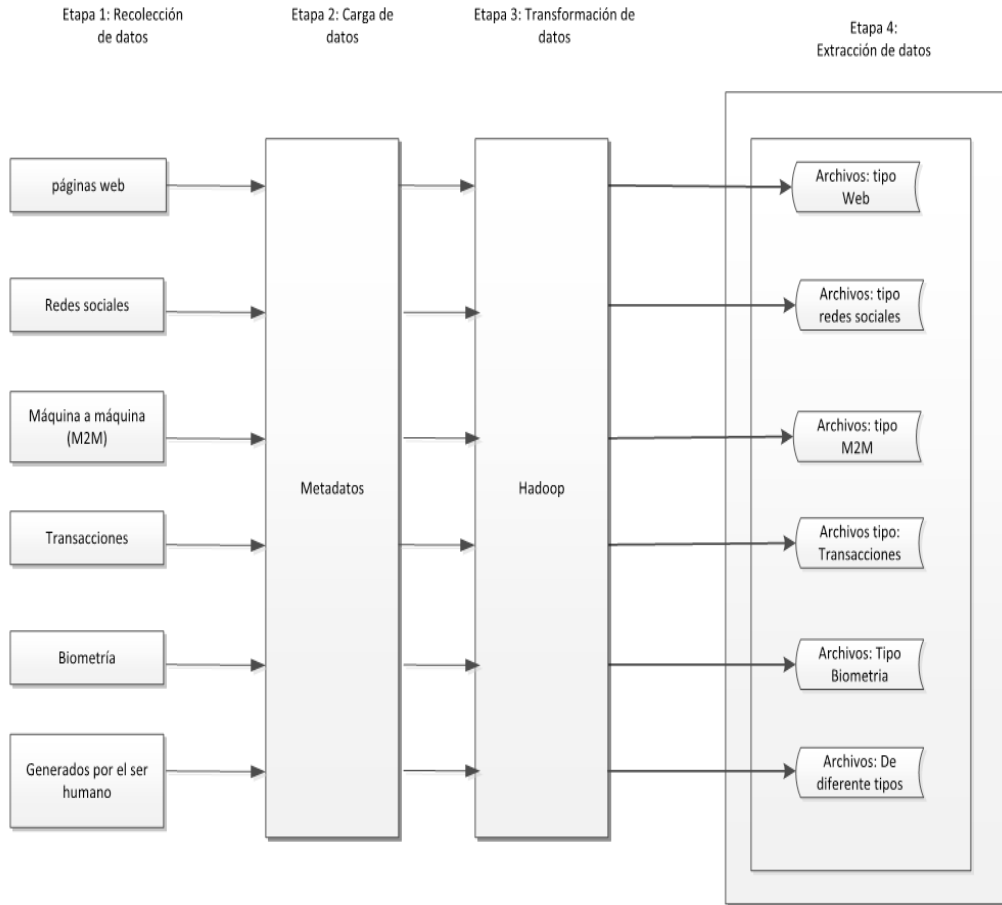 Etapa 1: Recolección
de datos
Etapa 2: Carga de
datos
Etapa 3: Transformación de
datos
Etapa 4:
Extracción de datos
páginas web
Redes sociales
Máquina a máquina
(M2M)
Transacciones
Biometría
Generados por el ser
humano
Metadatos
Hadoop
Archivos: tipo
Web
Archivos: tipo
redes sociales
Archivos: tipo
M2M
Archivos tipo:
Transacciones
Archivos: Tipo
Biometria
Archivos: De
diferente tipos